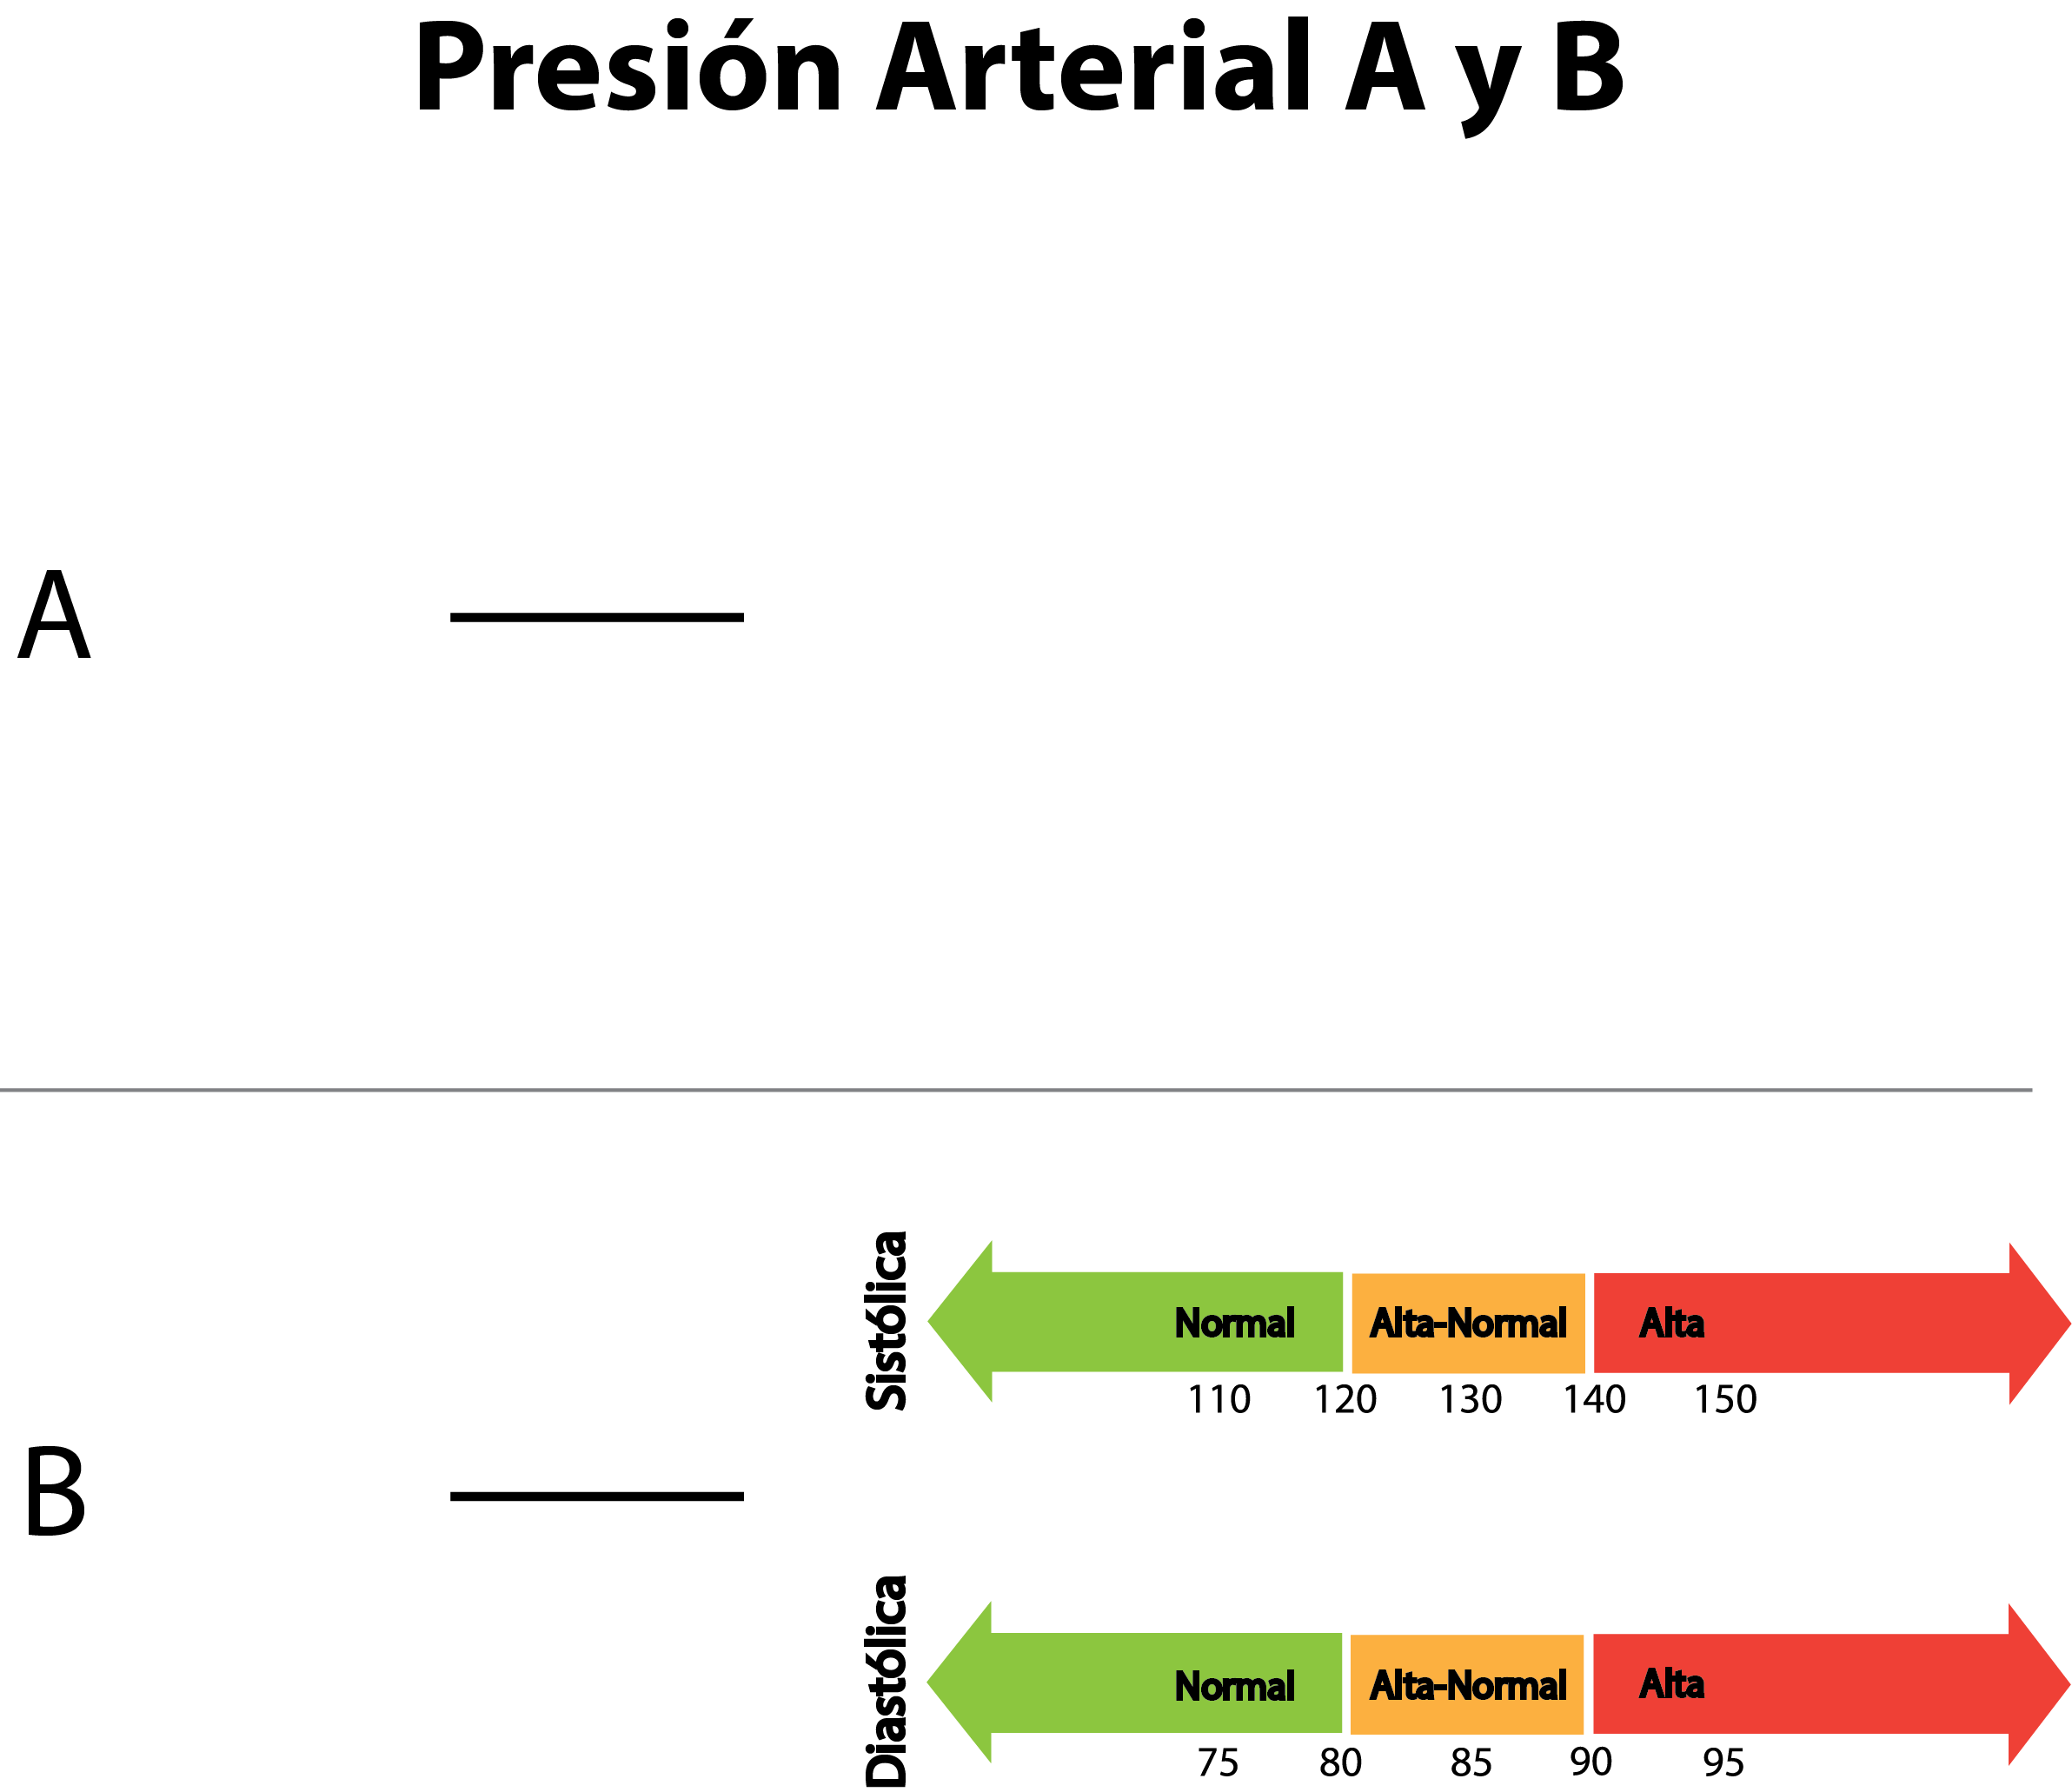 Presión Arterial A y B
A
Sistólica
Normal Alta-Normal Alta
110 120 130 140 150
B
Diastólica
Normal Alta-Normal Alta
75 80 85 90 95